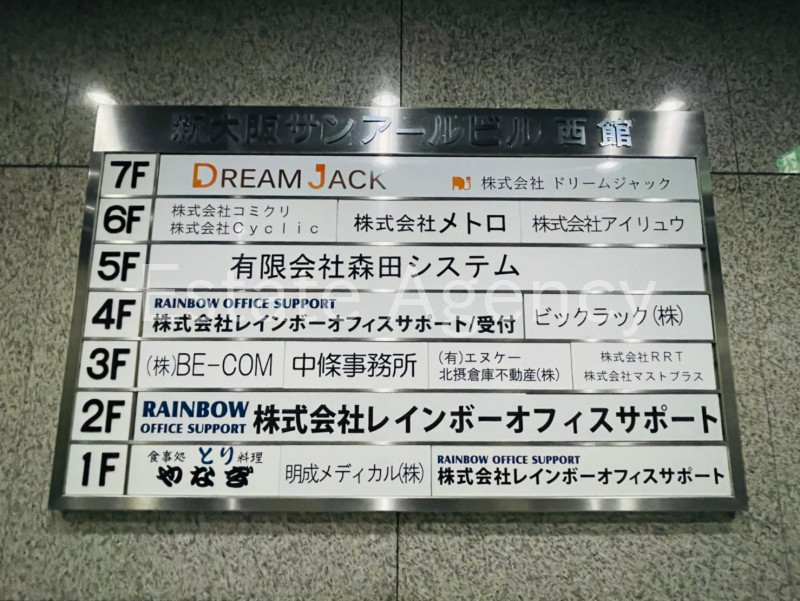 新大阪サンアールビル 西館
7F DREAM JACK 株式会社 ドリームジャック
6F 株式会社コミクリ 株式会社メトロ 株式会社アイリュウ
株式会社Cyclic
5F 有限会社森田システム
Estate Agency
RAINBOW OFFICE SUPPORT
4F 株式会社レインボーオフィスサポート/受付 ビックラック(株)
3F (株)BE-COM 中條事務所 (有)エヌケー 株式会社RRT
北摂倉庫不動産(株) 株式会社マストプラス
2F RAINBOW 株式会社レインボーオフィスサポート
OFFICE SUPPORT
食事処 とり料理 RAINBOW OFFICE SUPPORT
1F やなぎ 明成メディカル(株) 株式会社レインボーオフィスサポート